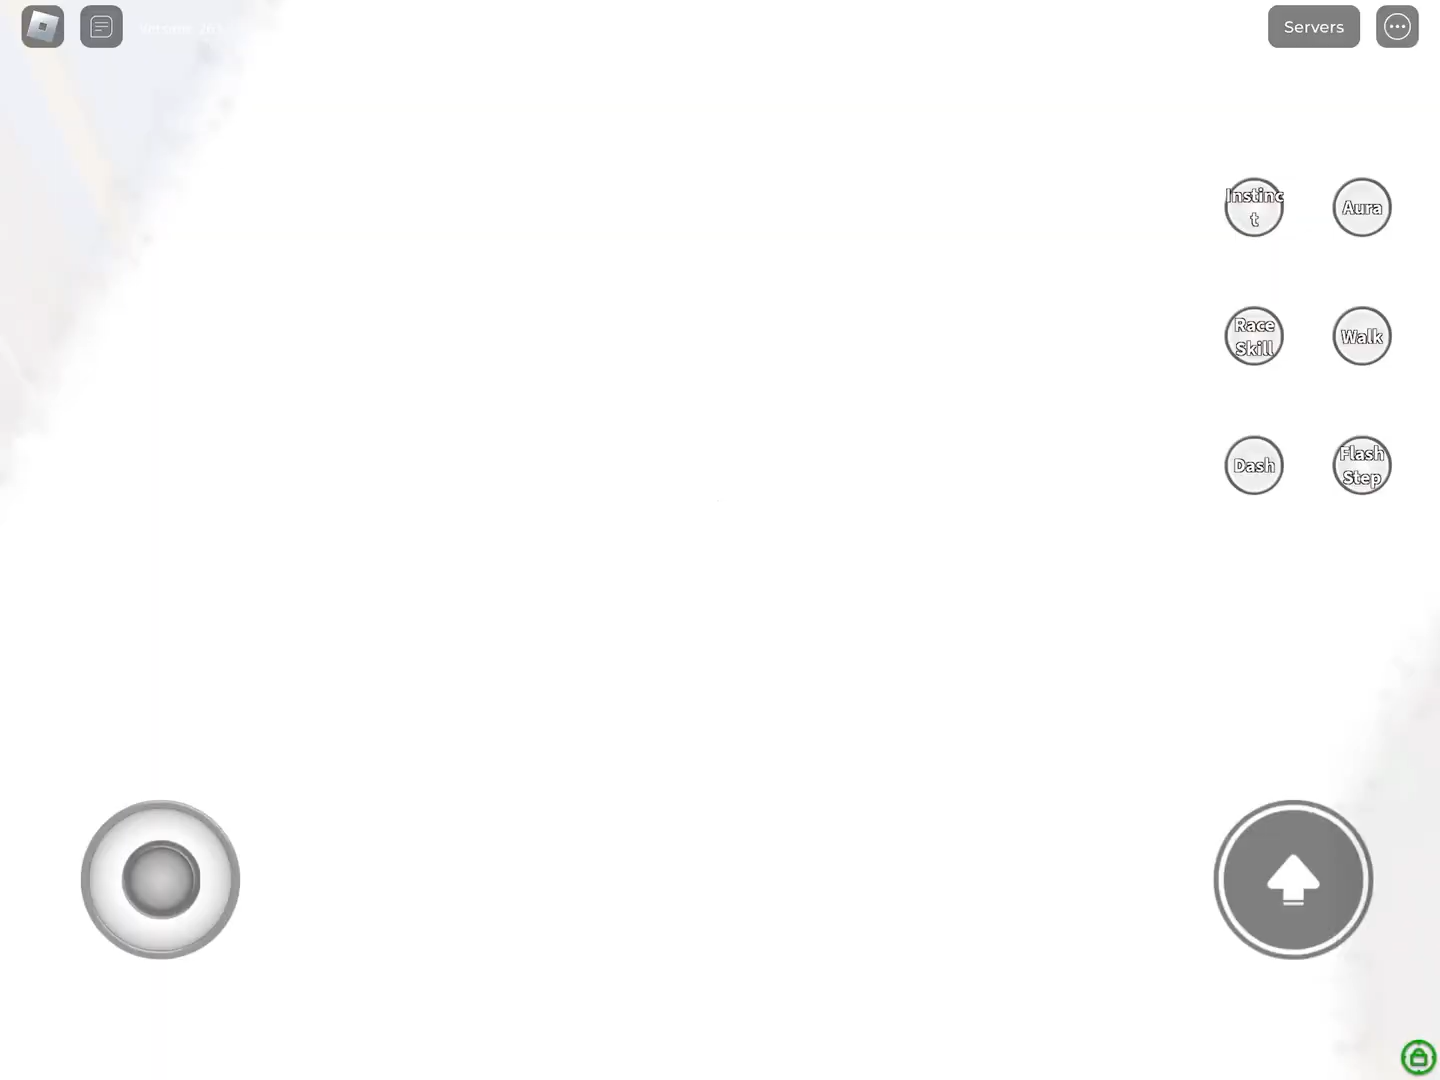 Servers
Instinc
t
Aura
Race
Skill
Walk
Dash
Flash
Step